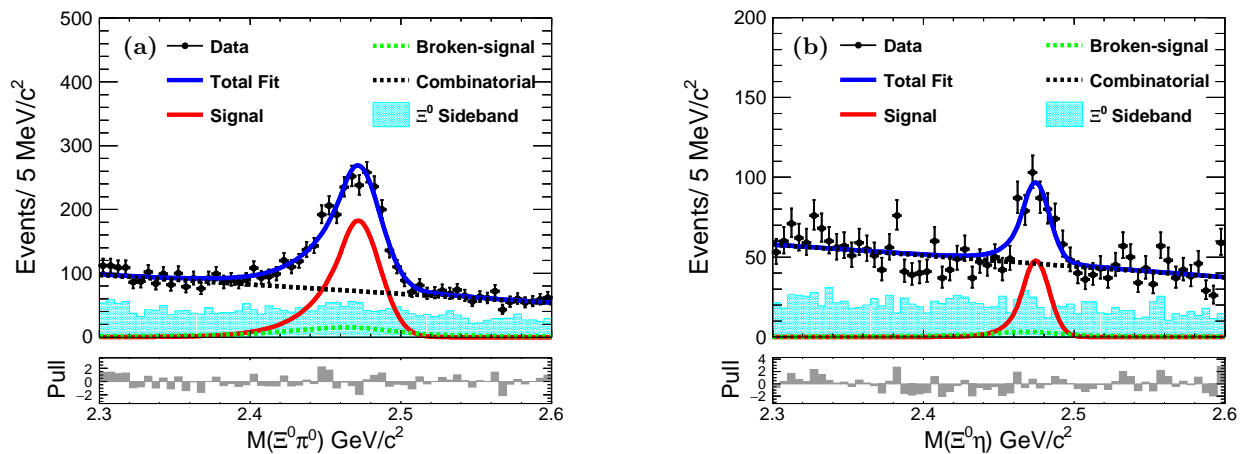 (a)
Data
Total Fit
Signal
Broken-signal
Combinatorial
Ξ⁰ Sideband
Events/ 5 MeV/c²
500
400
300
200
100
0
Pull
2
0
−2
2.3 2.4 2.5 2.6
M(Ξ⁰π⁰) GeV/c²
(b)
Data
Total Fit
Signal
Broken-signal
Combinatorial
Ξ⁰ Sideband
Events/ 5 MeV/c²
200
150
100
50
0
Pull
4
2
0
−2
2.3 2.4 2.5 2.6
M(Ξ⁰η) GeV/c²